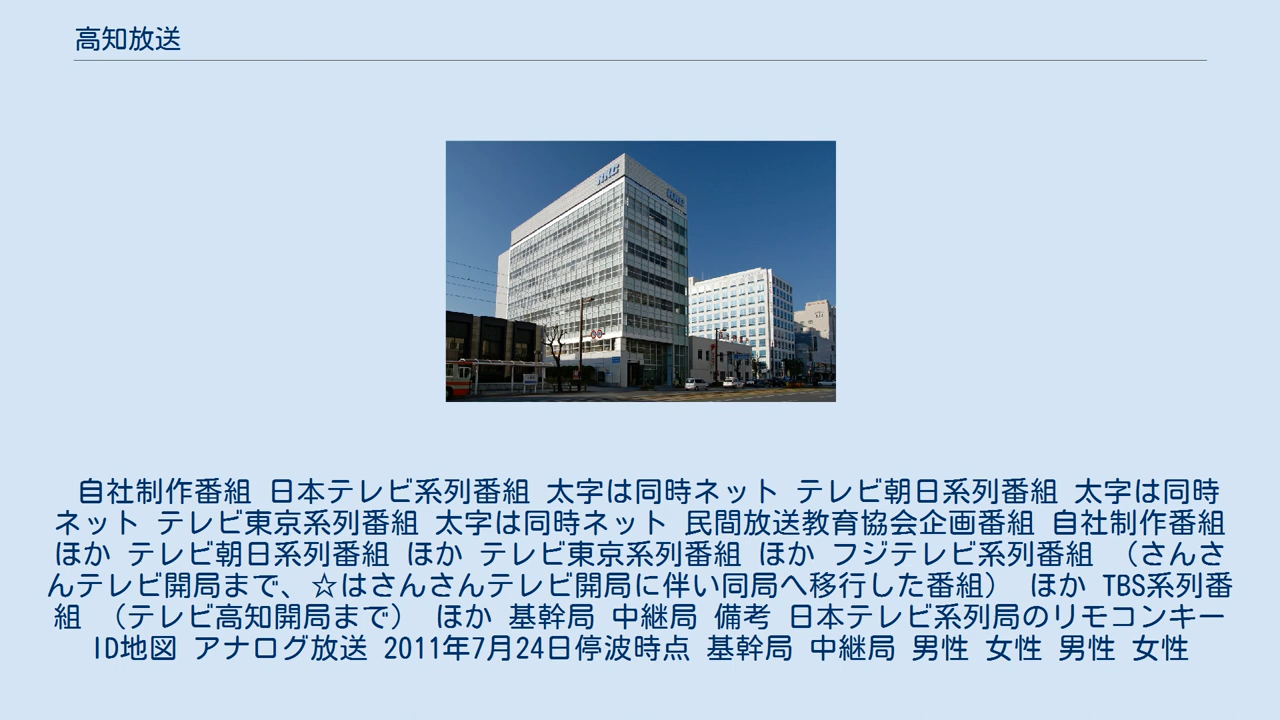 高知放送
RKC
RKC
自社制作番組 日本テレビ系列番組 太字は同時ネット テレビ朝日系列番組 太字は同時
ネット テレビ東京系列番組 太字は同時ネット 民間放送教育協会企画番組 自社制作番組
ほか テレビ朝日系列番組 ほか テレビ東京系列番組 ほか フジテレビ系列番組 （さんさ
んテレビ開局まで、☆はさんさんテレビ開局に伴い同局へ移行した番組） ほか TBS系列番
組 （テレビ高知開局まで） ほか 基幹局 中継局 備考 日本テレビ系列局のリモコンキー
ID地図 アナログ放送 2011年7月24日停波時点 基幹局 中継局 男性 女性 男性 女性